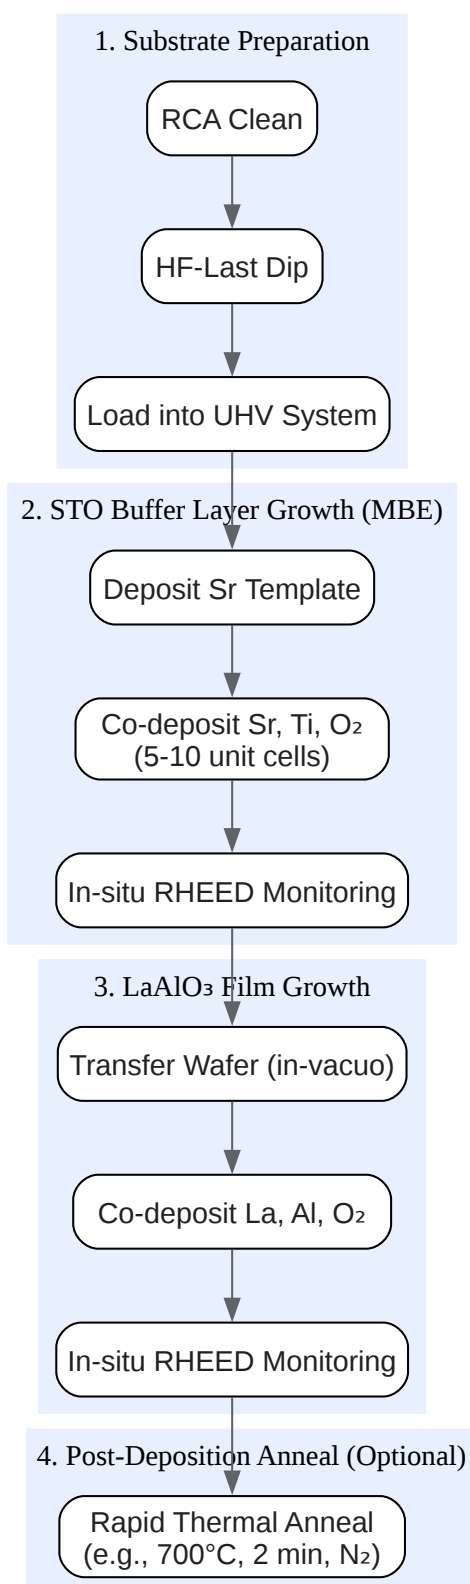 1. Substrate Preparation
RCA Clean
HF-Last Dip
Load into UHV System
2. STO Buffer Layer Growth (MBE)
Deposit Sr Template
Co-deposit Sr, Ti, O₂
(5-10 unit cells)
In-situ RHEED Monitoring
3. LaAlO₃ Film Growth
Transfer Wafer (in-vacuo)
Co-deposit La, Al, O₂
In-situ RHEED Monitoring
4. Post-Deposition Anneal (Optional)
Rapid Thermal Anneal
(e.g., 700°C, 2 min, N₂)